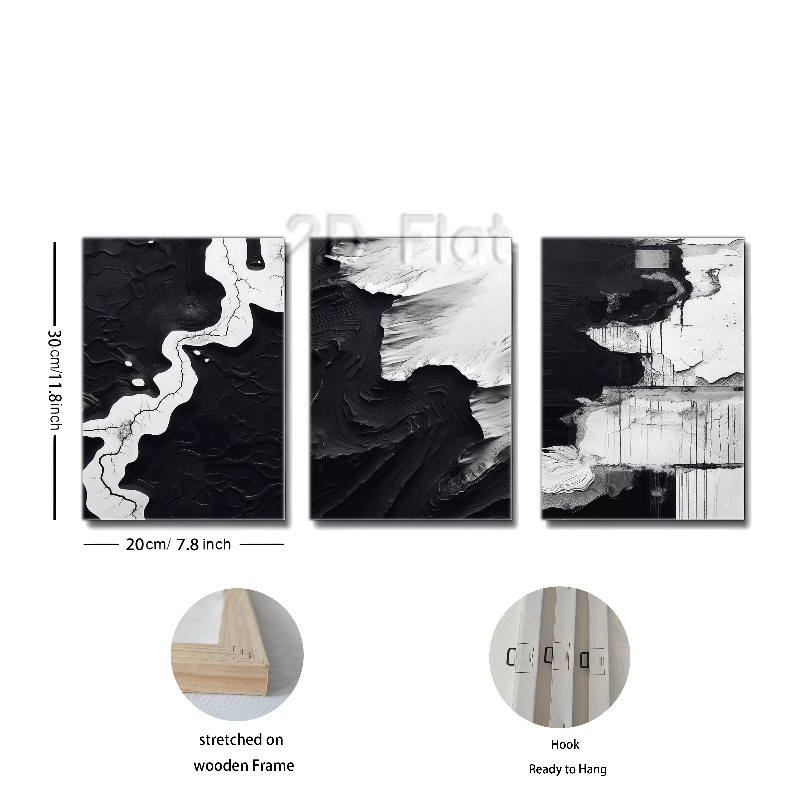 2D Flat
30cm/11.8inch
20cm/ 7.8 inch
stretched on
wooden Frame
Hook
Ready to Hang